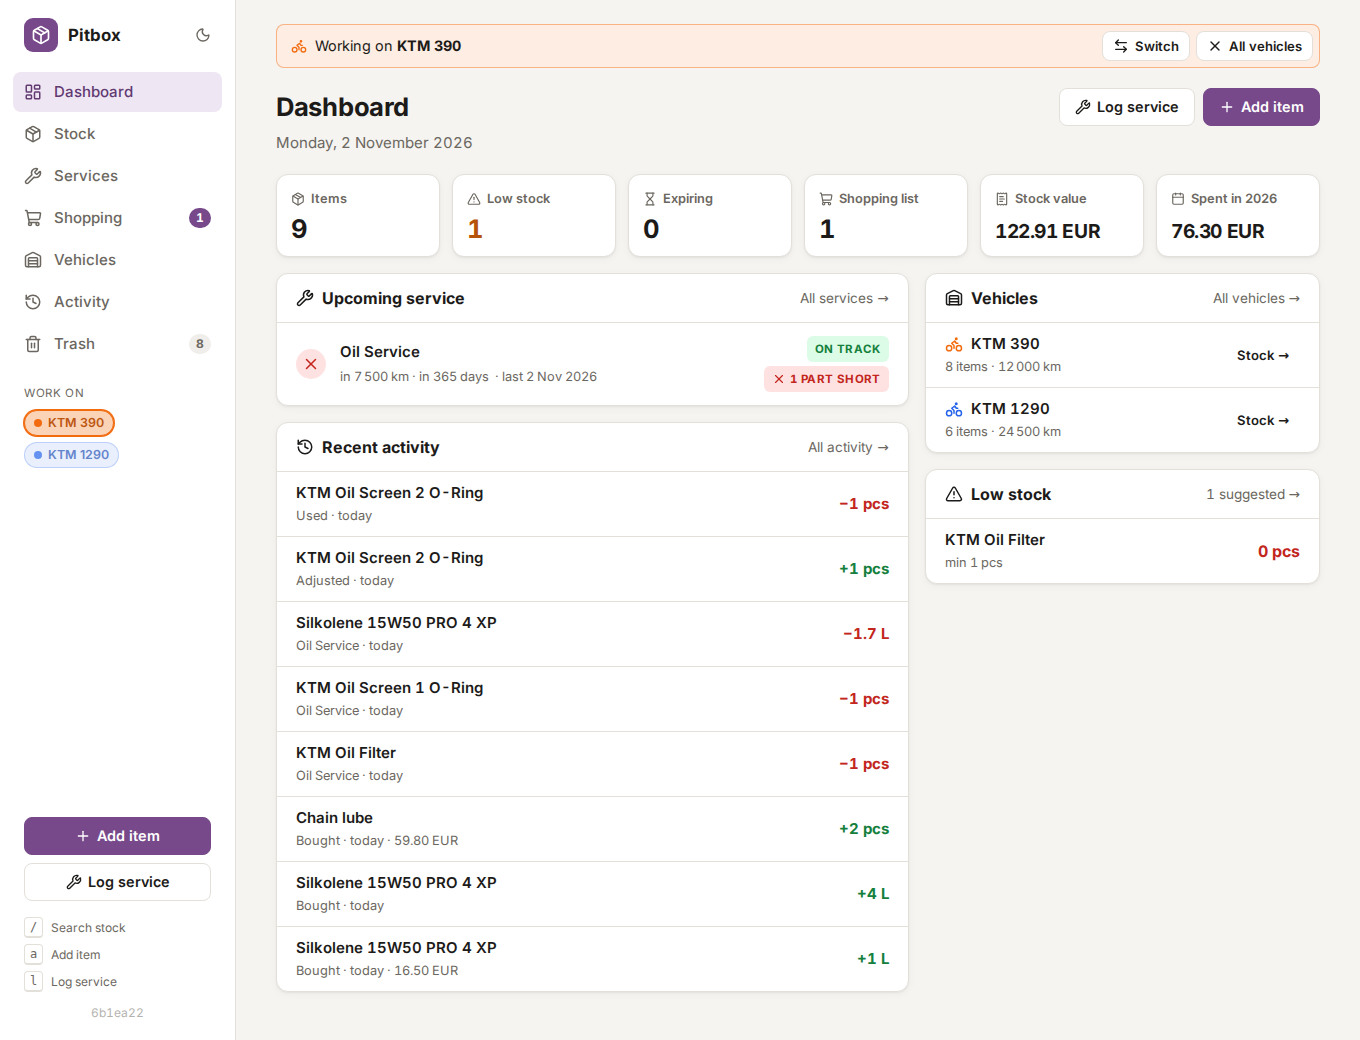 Pitbox
Dashboard
Stock
Services
Shopping 1
Vehicles
Activity
Trash 8
WORK ON
KTM 390
KTM 1290
+ Add item
Log service
/ Search stock
a Add item
l Log service
6b1ea22
Working on KTM 390
Switch
All vehicles
Dashboard
Monday, 2 November 2026
Log service
+ Add item
Items
9
Low stock
1
Expiring
0
Shopping list
1
Stock value
122.91 EUR
Spent in 2026
76.30 EUR
Upcoming service
All services →
Oil Service
in 7 500 km · in 365 days · last 2 Nov 2026
ON TRACK
1 PART SHORT
Recent activity
All activity →
KTM Oil Screen 2 O-Ring
Used · today
−1 pcs
KTM Oil Screen 2 O-Ring
Adjusted · today
+1 pcs
Silkolene 15W50 PRO 4 XP
Oil Service · today
−1.7 L
KTM Oil Screen 1 O-Ring
Oil Service · today
−1 pcs
KTM Oil Filter
Oil Service · today
−1 pcs
Chain lube
Bought · today · 59.80 EUR
+2 pcs
Silkolene 15W50 PRO 4 XP
Bought · today
+4 L
Silkolene 15W50 PRO 4 XP
Bought · today · 16.50 EUR
+1 L
Vehicles
All vehicles →
KTM 390
8 items · 12 000 km
Stock →
KTM 1290
6 items · 24 500 km
Stock →
Low stock
1 suggested →
KTM Oil Filter
min 1 pcs
0 pcs